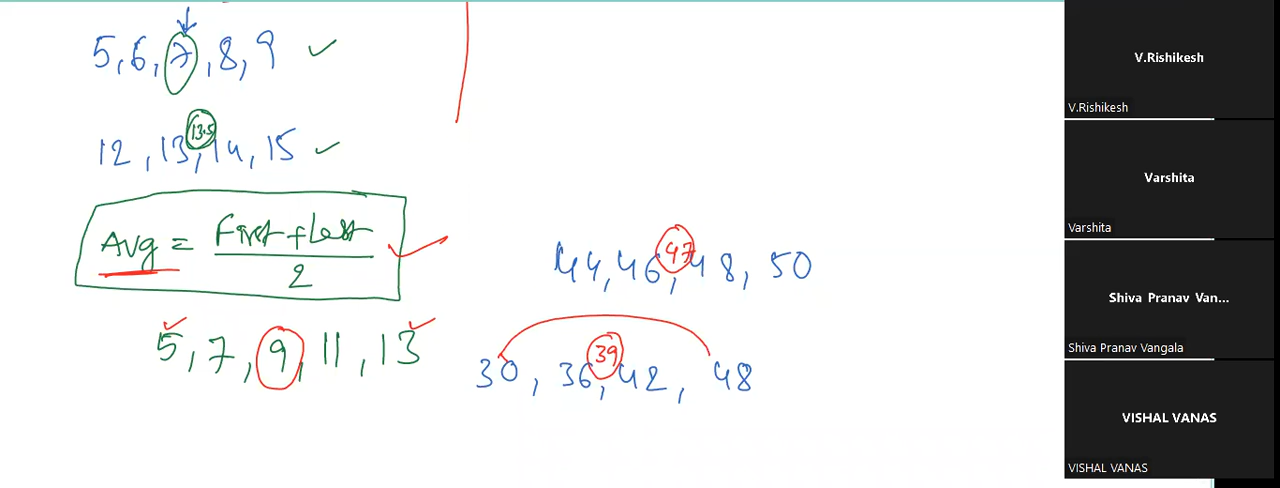 5, 6, 7, 8, 9
13.5
12, 13, 14, 15
Avg = First + Last
2
5, 7, 9, 11, 13
47
44, 46, 48, 50
39
30, 36, 42, 48
V.Rishikesh
V.Rishikesh
Varshita
Varshita
Shiva Pranav Van...
Shiva Pranav Vangala
VISHAL VANAS
VISHAL VANAS